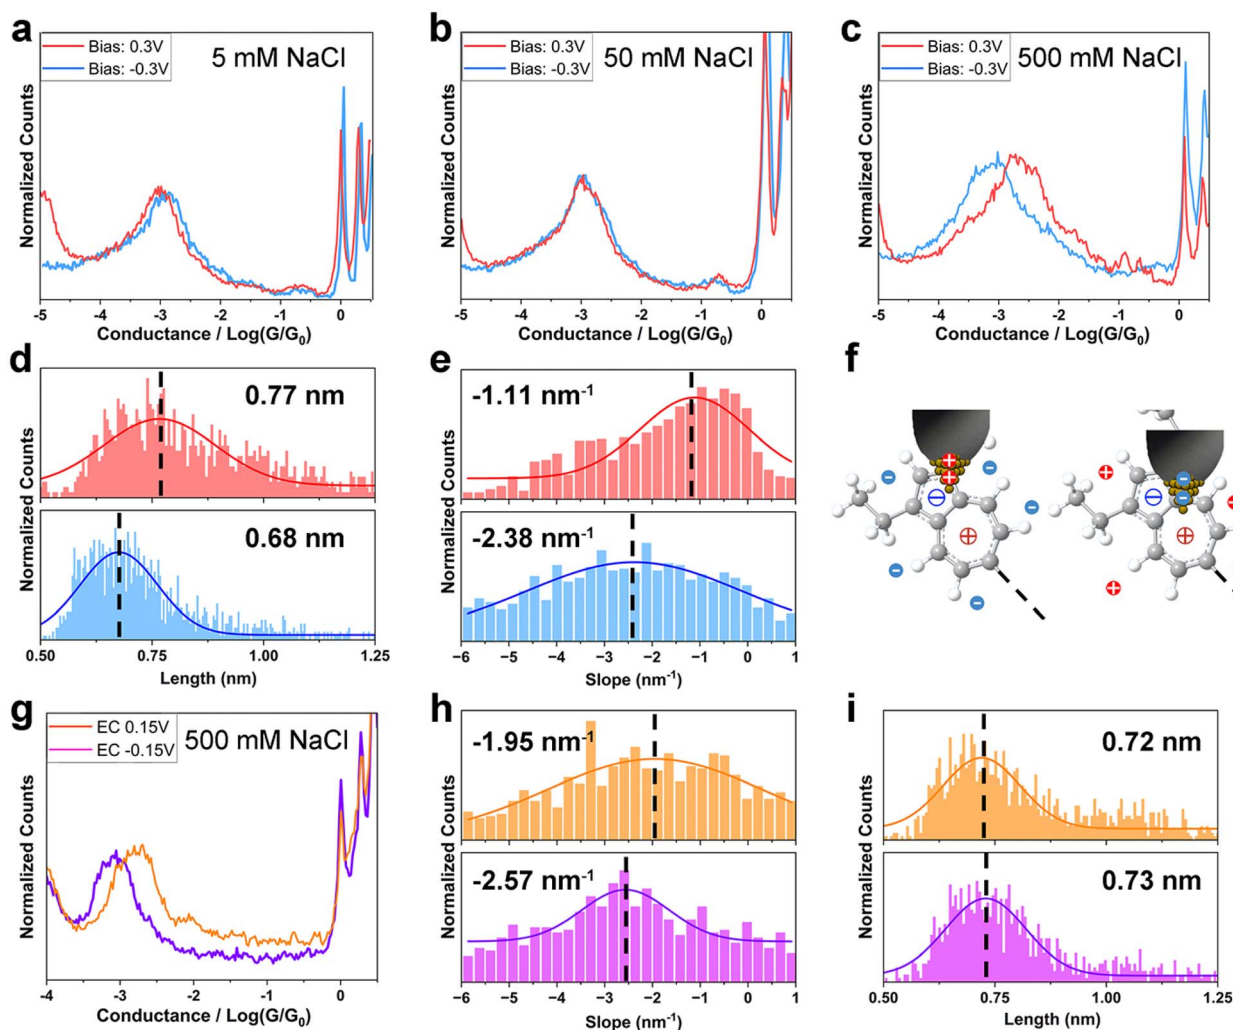 a
Bias: 0.3V
Bias: -0.3V
5 mM NaCl
Normalized Counts
-5 -4 -3 -2 -1 0
Conductance / Log(G/G₀)
b
Bias: 0.3V
Bias: -0.3V
50 mM NaCl
Normalized Counts
-5 -4 -3 -2 -1 0
Conductance / Log(G/G₀)
c
Bias: 0.3V
Bias: -0.3V
500 mM NaCl
Normalized Counts
-5 -4 -3 -2 -1 0
Conductance / Log(G/G₀)
d
0.77 nm
0.68 nm
Normalized Counts
0.50 0.75 1.00 1.25
Length (nm)
e
-1.11 nm⁻¹
-2.38 nm⁻¹
Normalized Counts
-6 -5 -4 -3 -2 -1 0 1
Slope (nm⁻¹)
f
g
EC 0.15V
EC -0.15V
500 mM NaCl
Normalized Counts
-4 -3 -2 -1 0
Conductance / Log(G/G₀)
h
-1.95 nm⁻¹
-2.57 nm⁻¹
Normalized Counts
-6 -5 -4 -3 -2 -1 0 1
Slope (nm⁻¹)
i
0.72 nm
0.73 nm
Normalized Counts
0.50 0.75 1.00 1.25
Length (nm)